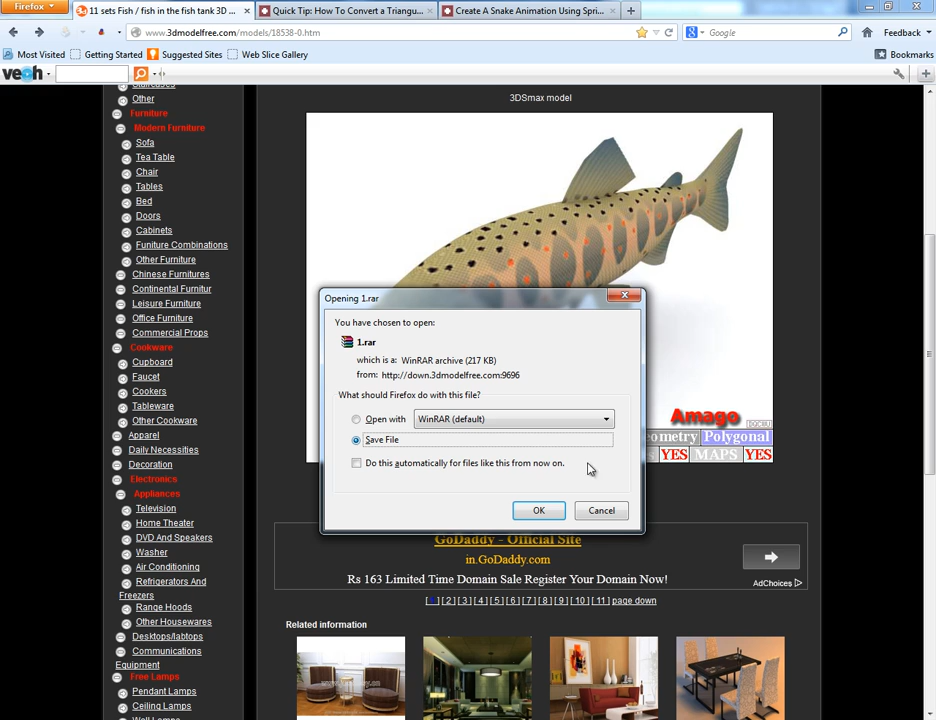 Firefox
11 sets Fish / fish in the fish tank 3D ...
Quick Tip: How To Convert a Triangu...
Create A Snake Animation Using Spri...
www.3dmodelfree.com/models/18538-0.htm
Google
Feedback
Most Visited
Getting Started
Suggested Sites
Web Slice Gallery
Bookmarks
veoh
Staircases
Other
Furniture
Modern Furniture
Sofa
Tea Table
Chair
Tables
Bed
Doors
Cabinets
Funiture Combinations
Other Furniture
Chinese Furnitures
Continental Furnitur
Leisure Furniture
Office Furniture
Commercial Props
Cookware
Cupboard
Faucet
Cookers
Tableware
Other Cookware
Apparel
Daily Necessities
Decoration
Electronics
Appliances
Television
Home Theater
DVD And Speakers
Washer
Air Conditioning
Refrigerators And
Freezers
Range Hoods
Other Housewares
Desktops/labtops
Communications
Equipment
Free Lamps
Pendant Lamps
Ceiling Lamps
Wall Lamps
3DSmax model
Opening 1.rar
You have chosen to open:
1.rar
which is a: WinRAR archive (217 KB)
from: http://down.3dmodelfree.com:9696
What should Firefox do with this file?
Open with
WinRAR (default)
Save File
Do this automatically for files like this from now on.
OK
Cancel
Amago
eometry
Polygonal
YES
MAPS
YES
GoDaddy - Official Site
in.GoDaddy.com
Rs 163 Limited Time Domain Sale Register Your Domain Now!
AdChoices
[1] [2] [3] [4] [5] [6] [7] [8] [9] [10] [11] page down
Related information